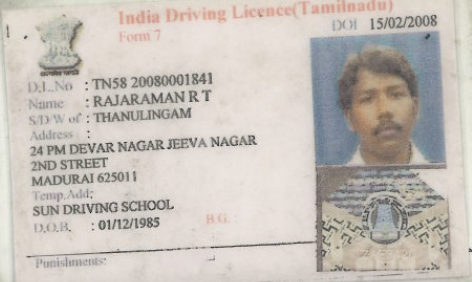 India Driving Licence(Tamilnadu)
Form 7
DOI 15/02/2008
D.L.No : TN58 20080001841
Name : RAJARAMAN R T
S/D/W of : THANULINGAM
Address :
24 PM DEVAR NAGAR JEEVA NAGAR
2ND STREET
MADURAI 625011
Temp.Add:
SUN DRIVING SCHOOL
D.O.B. : 01/12/1985
B.G. :
Punishments: